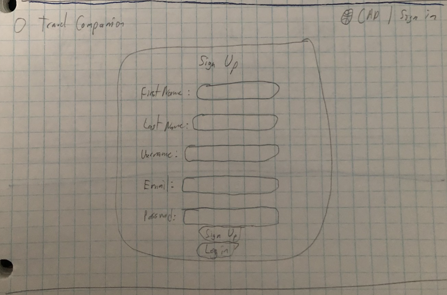 Travel Companion
CAD | Sign in
Sign Up
First Name:
Last Name:
Username:
Email:
Password:
Sign Up
Log in